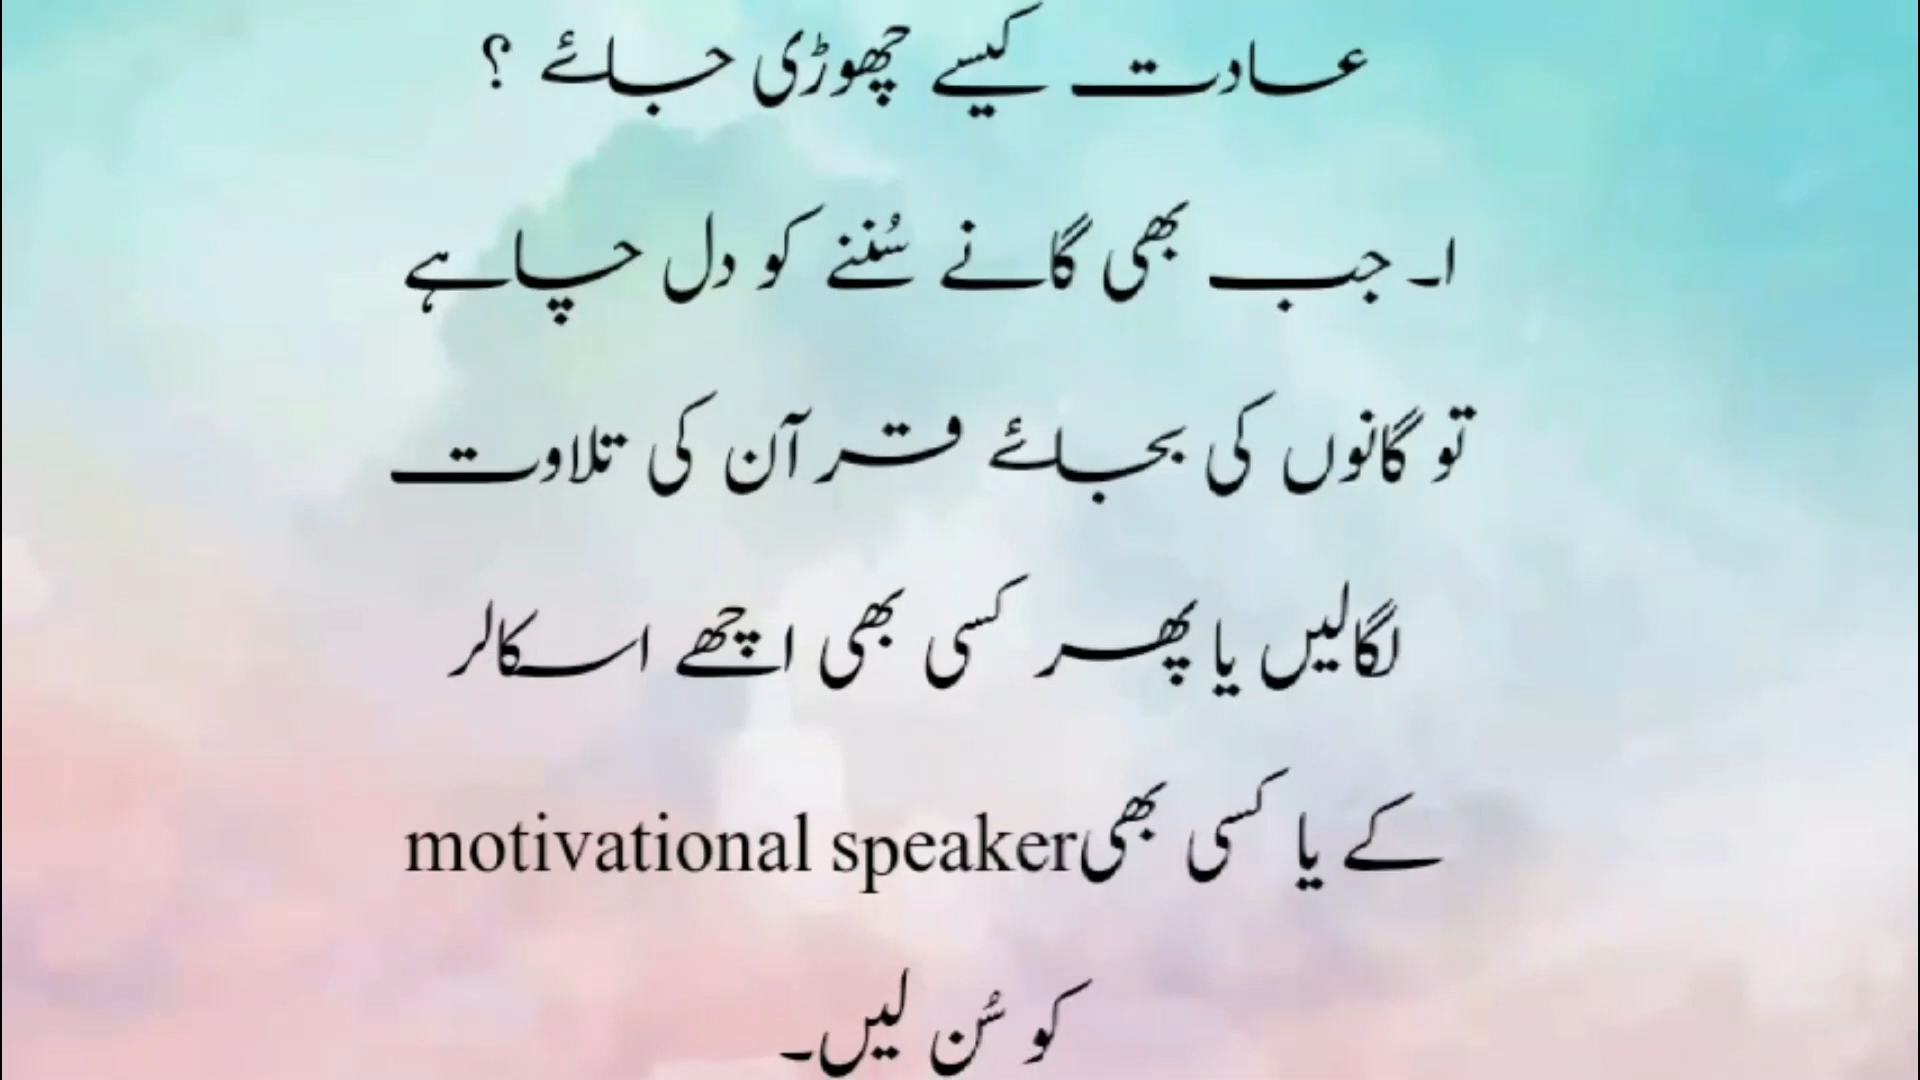 عادت کیسے چھوڑی جائے ؟
ا۔ جب بھی گانے سُننے کو دل چاہے
تو گانوں کی بجائے قرآن کی تلاوت
لگالیں یا پھر کسی بھی اچھے اسکالر
کے یا کسی بھی motivational speaker
کو سُن لیں۔